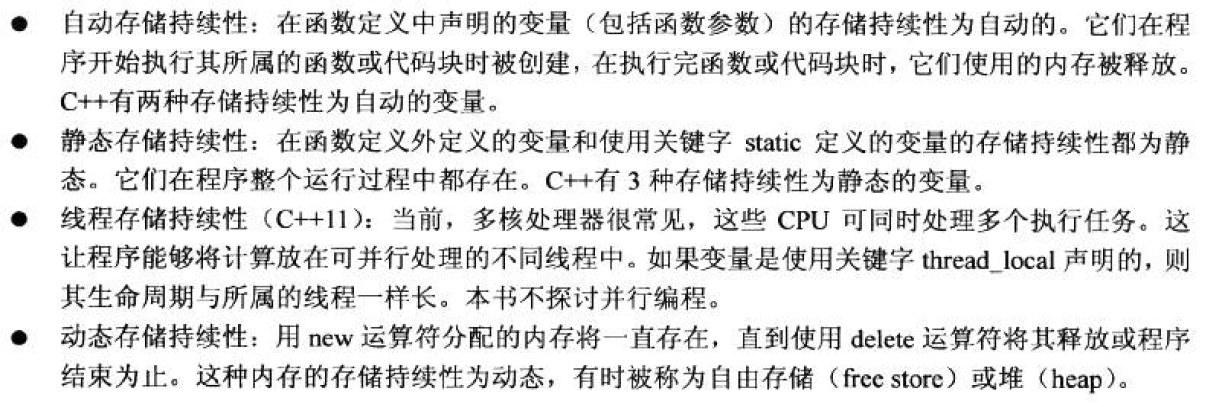 ● 自动存储持续性：在函数定义中声明的变量（包括函数参数）的存储持续性为自动的。它们在程
序开始执行其所属的函数或代码块时被创建，在执行完函数或代码块时，它们使用的内存被释放。
C++有两种存储持续性为自动的变量。
● 静态存储持续性：在函数定义外定义的变量和使用关键字 static 定义的变量的存储持续性都为静
态。它们在程序整个运行过程中都存在。C++有 3 种存储持续性为静态的变量。
● 线程存储持续性（C++11）：当前，多核处理器很常见，这些 CPU 可同时处理多个执行任务。这
让程序能够将计算放在可并行处理的不同线程中。如果变量是使用关键字 thread_local 声明的，则
其生命周期与所属的线程一样长。本书不探讨并行编程。
● 动态存储持续性：用 new 运算符分配的内存将一直存在，直到使用 delete 运算符将其释放或程序
结束为止。这种内存的存储持续性为动态，有时被称为自由存储（free store）或堆（heap）。